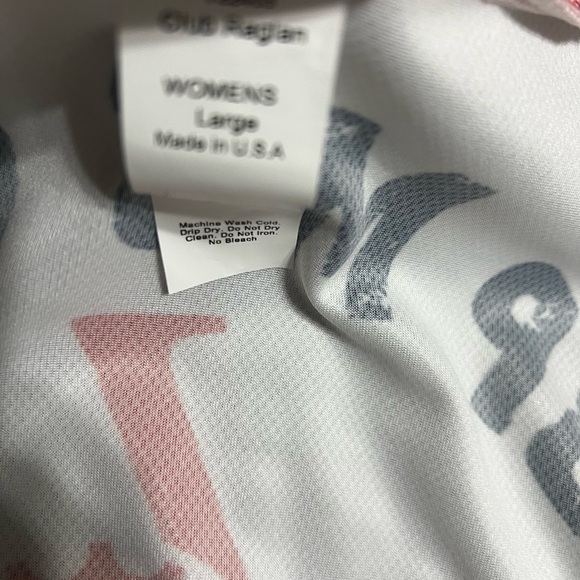 Club Raglan
WOMENS
Large
Made in U.S.A
Machine Wash Cold.
Drip Dry, Do Not Dry
Clean, Do Not Iron.
No Bleach